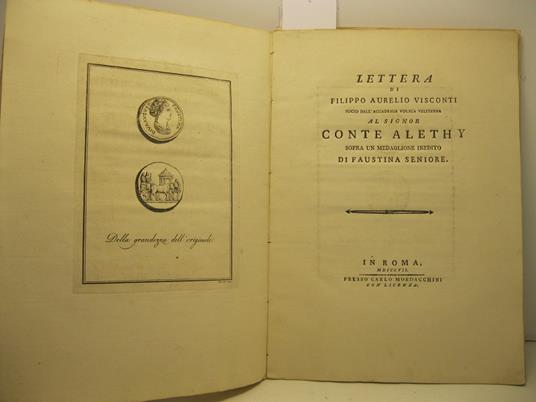 Della grandezza dell'originale.
LETTERA
DI
FILIPPO AURELIO VISCONTI
SOCIO DELL'ACCADEMIA VOLSCA VELITERNA
AL SIGNOR
CONTE ALETHY
SOPRA UN MEDAGLIONE INEDITO
DI FAUSTINA SENIORE.
IN ROMA,
MDCCCVII.
PRESSO CARLO MORDACCHINI
CON LICENZA.